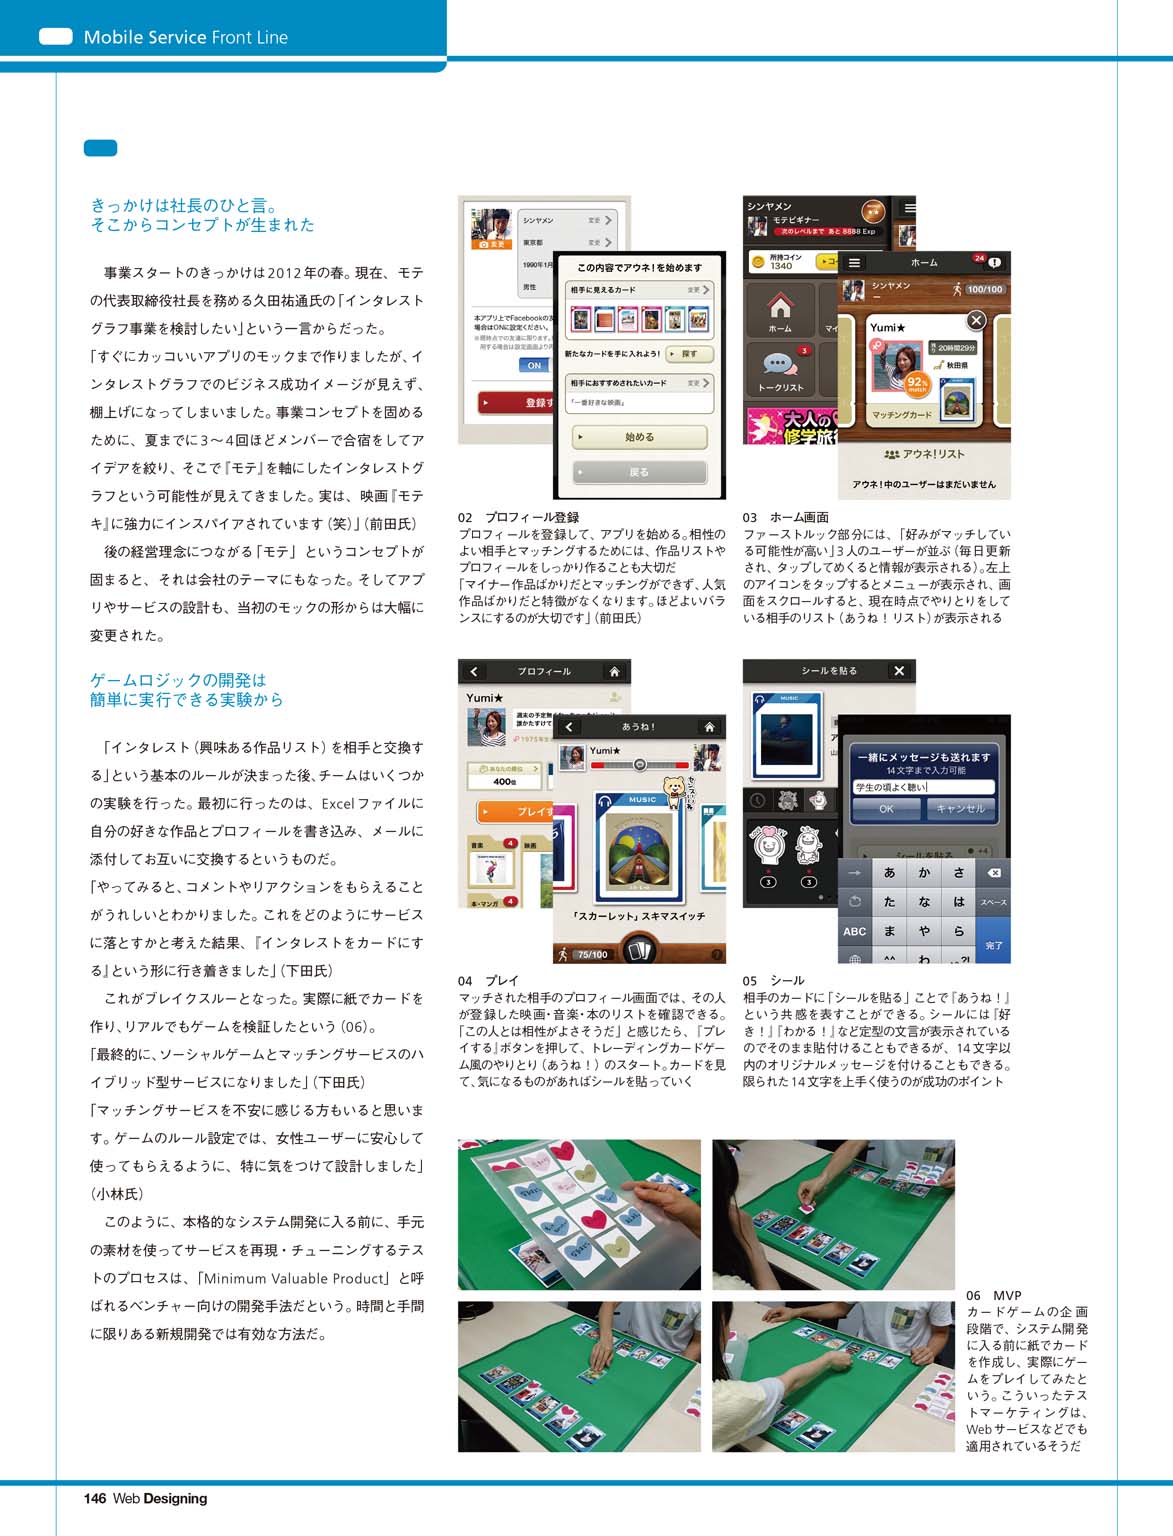 Mobile Service Front Line
きっかけは社長のひと言。
そこからコンセプトが生まれた
事業スタートのきっかけは2012年の春。現在、モテ
の代表取締役社長を務める久田祐通氏の「インタレスト
グラフ事業を検討したい」という一言からだった。
「すぐにカッコいいアプリのモックまで作りましたが、イ
ンタレストグラフでのビジネス成功イメージが見えず、
棚上げになってしまいました。事業コンセプトを固める
ために、夏までに3〜4回ほどメンバーで合宿をしてア
イデアを絞り、そこで『モテ』を軸にしたインタレストグ
ラフという可能性が見えてきました。実は、映画『モテ
キ』に強力にインスパイアされています（笑）」（前田氏）
後の経営理念につながる「モテ」というコンセプトが
固まると、それは会社のテーマにもなった。そしてアプ
リやサービスの設計も、当初のモックの形からは大幅に
変更された。
ゲームロジックの開発は
簡単に実行できる実験から
「インタレスト（興味ある作品リスト）を相手と交換す
る」という基本のルールが決まった後、チームはいくつか
の実験を行った。最初に行ったのは、Excelファイルに
自分の好きな作品とプロフィールを書き込み、メールに
添付してお互いに交換するというものだ。
「やってみると、コメントやリアクションをもらえること
がうれしいとわかりました。これをどのようにサービス
に落とすかと考えた結果、『インタレストをカードにす
る』という形に行き着きました」（下田氏）
これがブレイクスルーとなった。実際に紙でカードを
作り、リアルでもゲームを検証したという（06）。
「最終的に、ソーシャルゲームとマッチングサービスのハ
イブリッド型サービスになりました」（下田氏）
「マッチングサービスを不安に感じる方もいると思いま
す。ゲームのルール設定では、女性ユーザーに安心して
使ってもらえるように、特に気をつけて設計しました」
（小林氏）
このように、本格的なシステム開発に入る前に、手元
の素材を使ってサービスを再現・チューニングするテス
トのプロセスは、「Minimum Valuable Product」と呼
ばれるベンチャー向けの開発手法だという。時間と手間
に限りある新規開発では有効な方法だ。
変更
シンヤメン 変更
東京都 変更
1990年1月
男性
本アプリ上でFacebookの友
場合はONに設定ください。
ON
登録す
この内容でアウネ！を始めます
相手に見えるカード 変更
新たなカードを手に入れよう！ 探す
相手におすすめされたいカード 変更
「一番好きな映画」
始める
戻る
02 プロフィール登録
プロフィールを登録して、アプリを始める。相性の
よい相手とマッチングするためには、作品リストや
プロフィールをしっかり作ることも大切だ
「マイナー作品ばかりだとマッチングができず、人気
作品ばかりだと特徴がなくなります。ほどよいバラ
ンスにするのが大切です」（前田氏）
シンヤメン
モテビギナー
次のレベルまで あと 8888 Exp
所持コイン
1340
ホーム
マイ
トークリスト
3
大人の
修学旅行
ホーム
24
シンヤメン
ー
100/100
Yumi★
残り 20時間29分
秋田県
92%
match
マッチングカード
アウネ！リスト
アウネ！中のユーザーはまだいません
03 ホーム画面
ファーストルック部分には、「好みがマッチしてい
る可能性が高い」3人のユーザーが並ぶ（毎日更新
され、タップしてめくると情報が表示される）。左上
のアイコンをタップするとメニューが表示され、画
面をスクロールすると、現在時点でやりとりをして
いる相手のリスト（あうね！リスト）が表示される
プロフィール
Yumi★
あなたの順位
400位
プレイす
音楽 4 映画
本・マンガ 4
あうね！
Yumi★
MUSIC
「スカーレット」スキマスイッチ
75/100
04 プレイ
マッチされた相手のプロフィール画面では、その人
が登録した映画・音楽・本のリストを確認できる。
「この人とは相性がよさそうだ」と感じたら、『プレ
イする』ボタンを押して、トレーディングカードゲー
ム風のやりとり（あうね！）のスタート。カードを見
て、気になるものがあればシールを貼っていく
シールを貼る
MUSIC
3
3
一緒にメッセージも送れます
14文字まで入力可能
学生の頃よく聴い
OK キャンセル
シールを貼る +4
→ あ か さ
た な は スペース
ABC ま や ら
完了
^^ わ
05 シール
相手のカードに「シールを貼る」ことで『あうね！』
という共感を表すことができる。シールには『好
き！』『わかる！』など定型の文言が表示されている
のでそのまま貼付けることもできるが、14文字以
内のオリジナルメッセージを付けることもできる。
限られた14文字を上手く使うのが成功のポイント
06 MVP
カードゲームの企画
段階で、システム開発
に入る前に紙でカード
を作成し、実際にゲー
ムをプレイしてみたと
いう。こういったテス
トマーケティングは、
Webサービスなどでも
適用されているそうだ
146 Web Designing